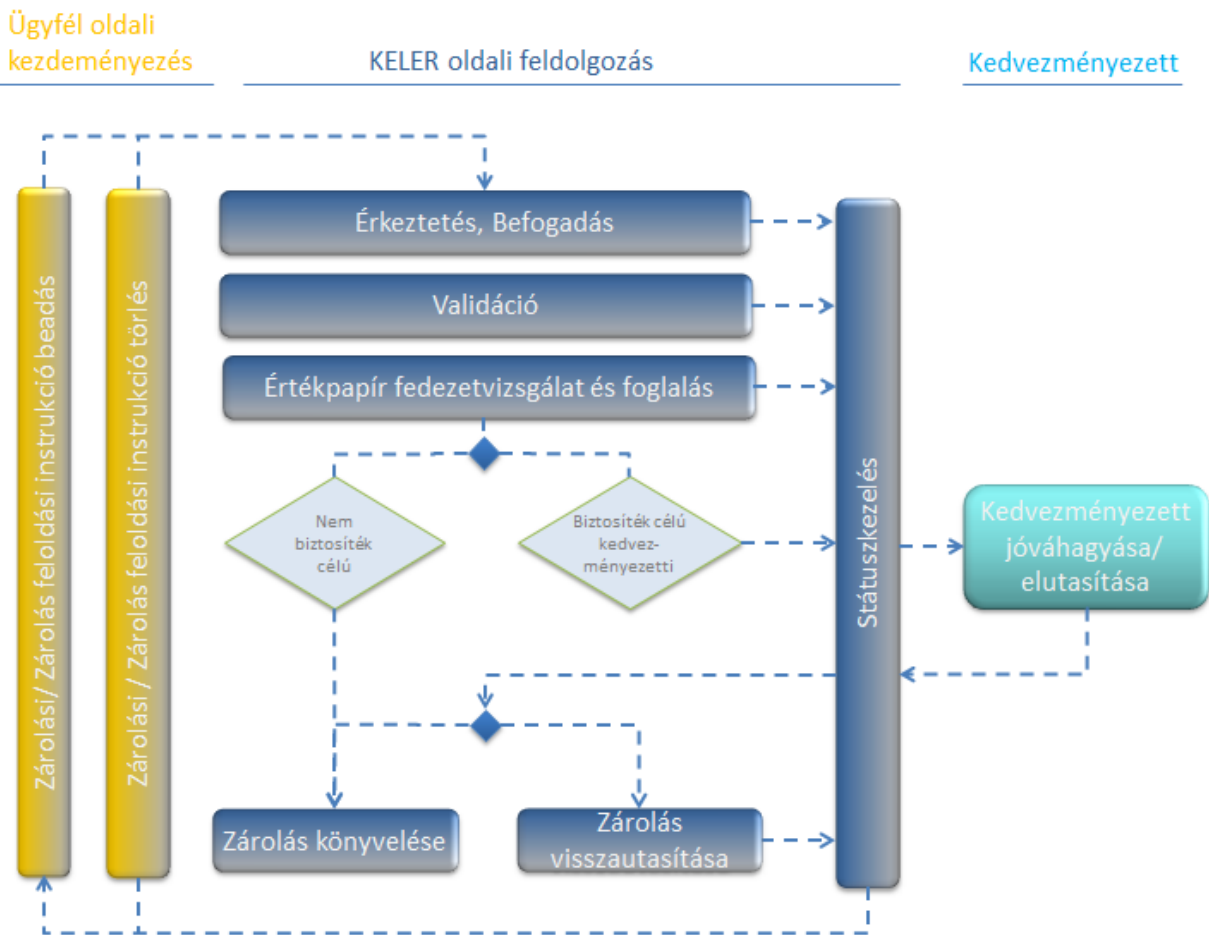 Ügyfél oldali
kezdeményezés
KELER oldali feldolgozás
Kedvezményezett
Zárolási/ Zárolás feloldási instrukció beadás
Zárolási / Zárolás feloldási instrukció törlés
Érkeztetés, Befogadás
Validáció
Értékpapír fedezetvizsgálat és foglalás
Nem
biztosíték
célú
Biztosíték célú
kedvez-
ményezetti
Státuszkezelés
Kedvezményezett
jóváhagyása/
elutasítása
Zárolás könyvelése
Zárolás
visszautasítása